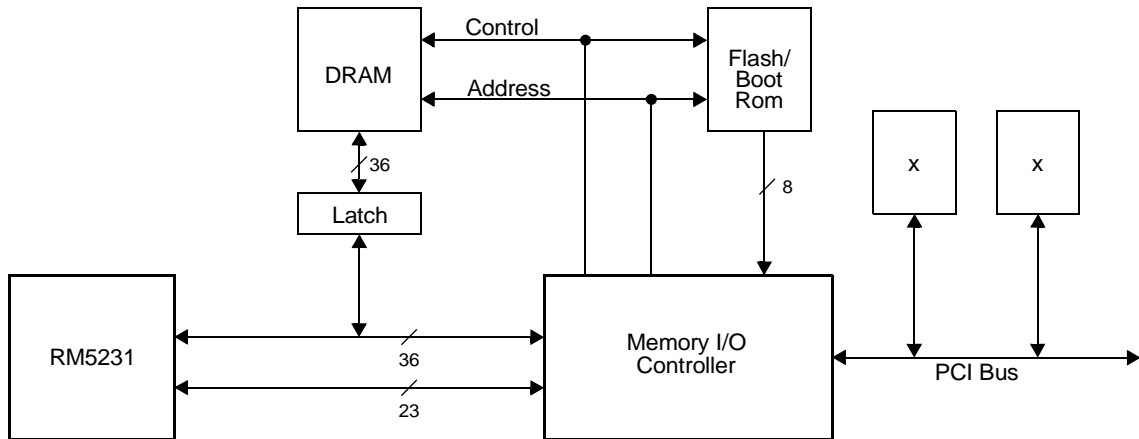 Control
DRAM
Flash/
Boot
Rom
Address
x
x
36
8
Latch
RM5231
Memory I/O
Controller
36
PCI Bus
23